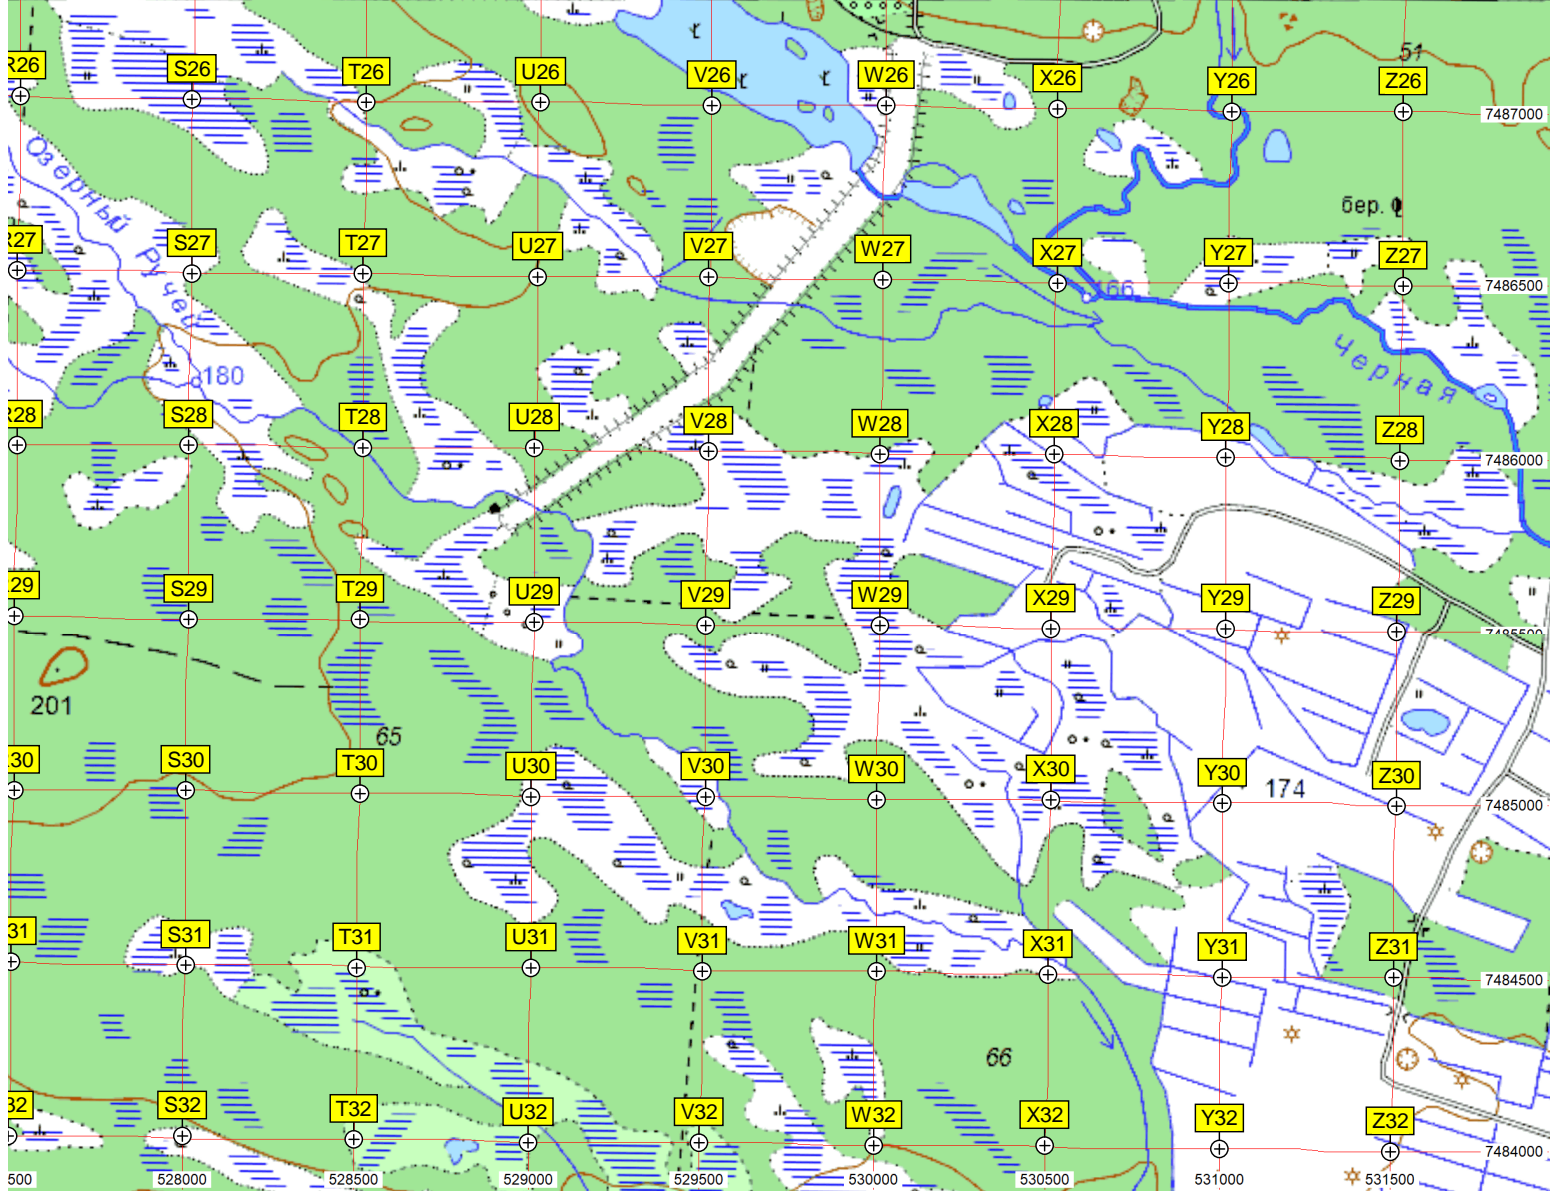 51
R26 S26 T26 U26 V26 W26 X26 Y26 Z26
7487000
Озерный Ручей
бер.
R27 S27 T27 U27 V27 W27 X27 Y27 Z27
166
7486500
Черная
180
R28 S28 T28 U28 V28 W28 X28 Y28 Z28
7486000
29 S29 T29 U29 V29 W29 X29 Y29 Z29
7485500
201
65
30 S30 T30 U30 V30 W30 X30 Y30 Z30
174
7485000
31 S31 T31 U31 V31 W31 X31 Y31 Z31
7484500
66
32 S32 T32 U32 V32 W32 X32 Y32 Z32
7484000
500 528000 528500 529000 529500 530000 530500 531000 531500